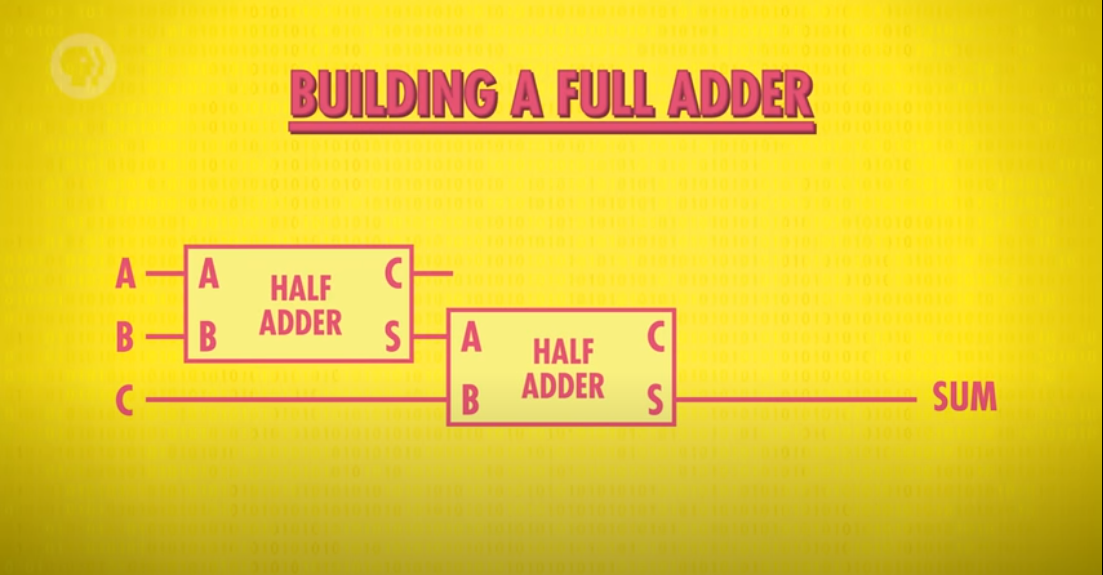 BUILDING A FULL ADDER
A A HALF ADDER C
B B S A HALF ADDER C
C B S SUM